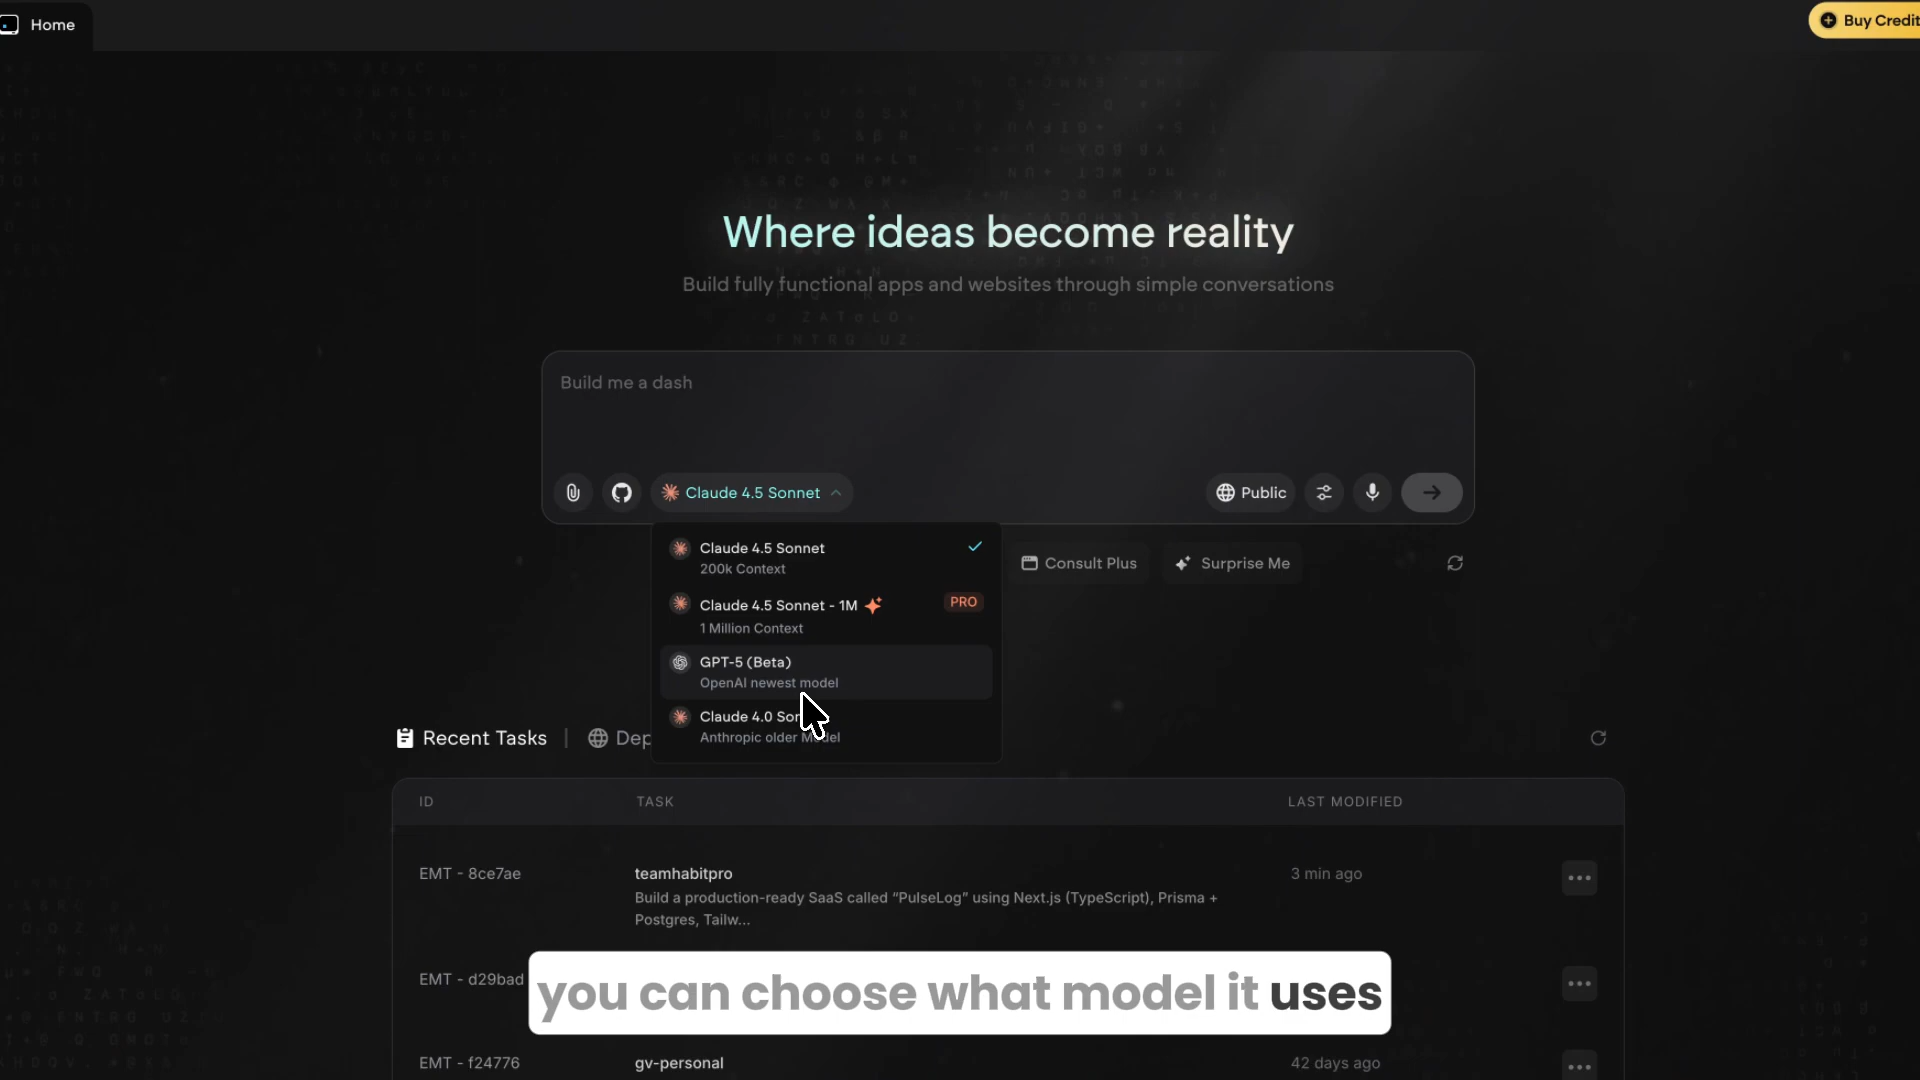 Home
Buy Credit
Where ideas become reality
Build fully functional apps and websites through simple conversations
Build me a dash
Claude 4.5 Sonnet
Public
Claude 4.5 Sonnet
200k Context
Claude 4.5 Sonnet - 1M
PRO
1 Million Context
GPT-5 (Beta)
OpenAI newest model
Claude 4.0 Son
Anthropic older Model
Consult Plus
Surprise Me
Recent Tasks
Dep
ID
TASK
LAST MODIFIED
EMT - 8ce7ae
teamhabitpro
3 min ago
Build a production-ready SaaS called “PulseLog” using Next.js (TypeScript), Prisma +
Postgres, Tailw...
EMT - d29bad
you can choose what model it uses
EMT - f24776
gv-personal
42 days ago